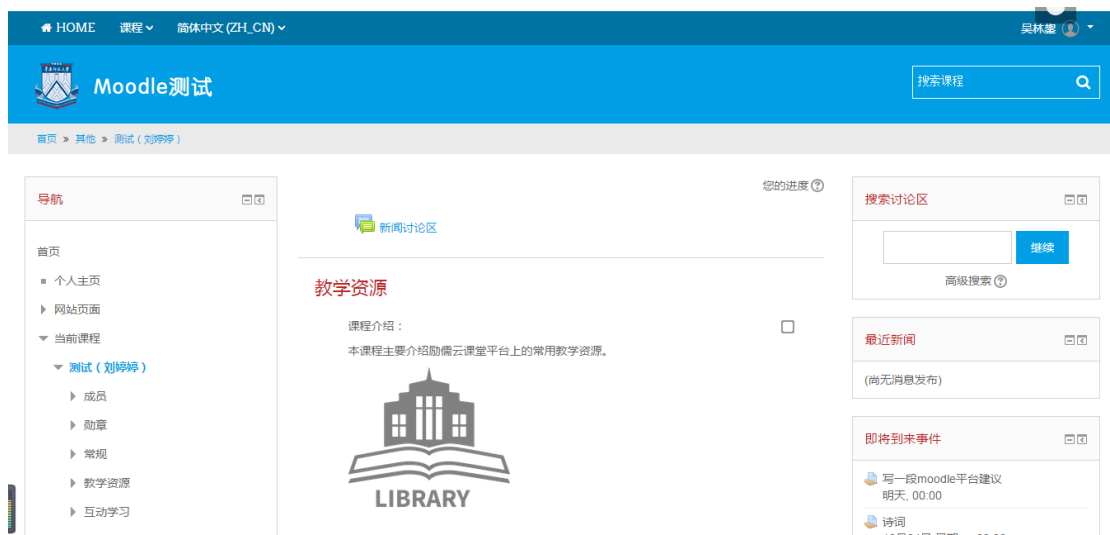 HOME 课程 简体中文 (ZH_CN)
Moodle测试
搜索课程
首页 » 其他 » 测试 ( 刘婷婷 )
导航
首页
个人主页
网站页面
当前课程
测试 ( 刘婷婷 )
成员
勋章
常规
教学资源
互动学习
您的进度
新闻讨论区
教学资源
课程介绍：
本课程主要介绍励儒云课堂平台上的常用教学资源。
LIBRARY
搜索讨论区
继续
高级搜索
最近新闻
(尚无消息发布)
即将到来事件
写一段moodle平台建议
明天, 00:00
诗词